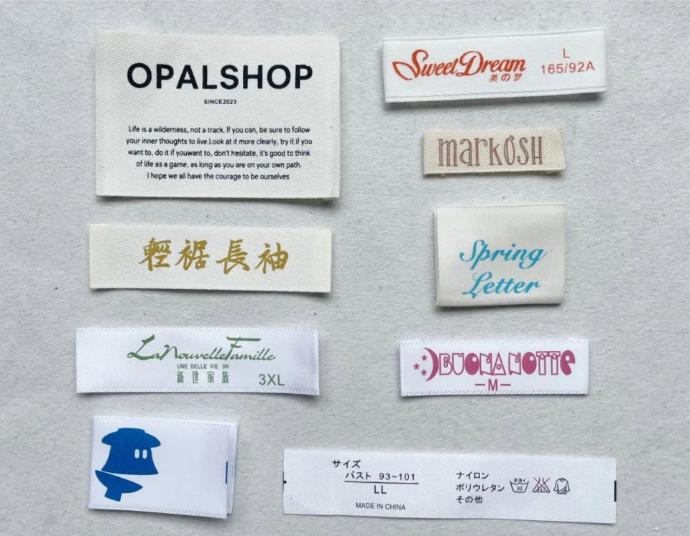 OPALSHOP
SINCE2023
Life is a wilderness, not a track. If you can, be sure to follow
your inner thoughts to live.Look at it more clearly, try it if you
want to, do it if youwant to, don't hesitate, it's good to think
of life as a game, as long as you are on your own path.
I hope we all have the courage to be ourselves
SweetDream
美の梦
L
165/92A
markOSH
輕裾長袖
Spring
Letter
LaNouvelleFamille
UNE BELLE VIE
新世家族
3XL
BUONANOTTe
-M-
サイズ
バスト 93~101
LL
MADE IN CHINA
ナイロン
ポリウレタン
その他